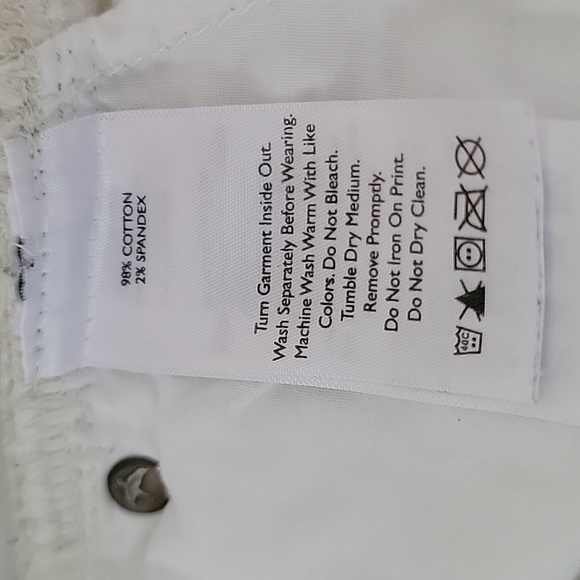 98% COTTON
2% SPANDEX
Turn Garment Inside Out.
Wash Separately Before Wearing.
Machine Wash Warm With Like
Colors. Do Not Bleach.
Tumble Dry Medium.
Remove Promptly.
Do Not Iron On Print.
Do Not Dry Clean.
40C